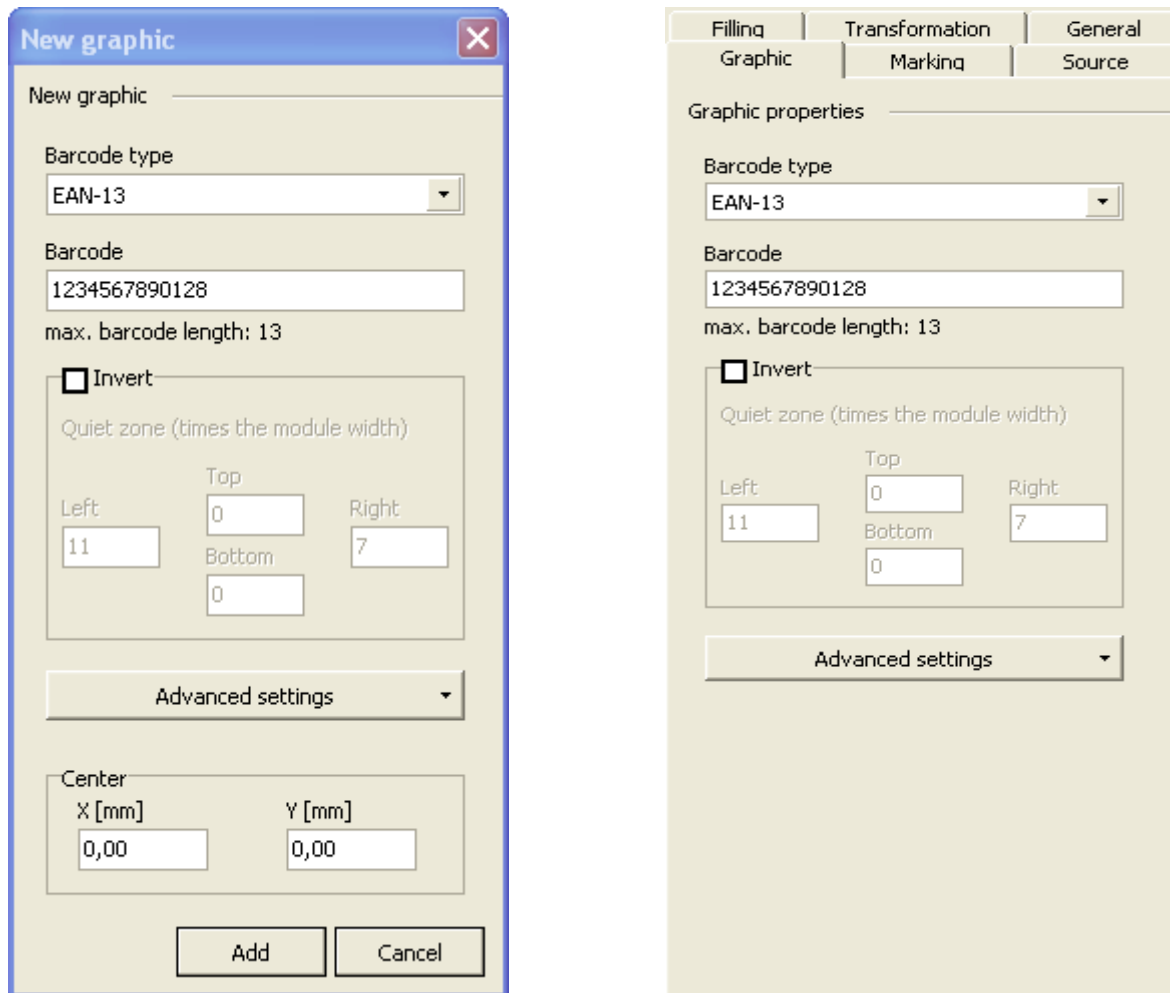 New graphic
New graphic
Barcode type
EAN-13
Barcode
1234567890128
max. barcode length: 13
Invert
Quiet zone (times the module width)
Top
Left
0
Right
11
Bottom
7
0
Advanced settings
Center
X [mm] Y [mm]
0,00 0,00
Add Cancel
Filling Transformation General
Graphic Marking Source
Graphic properties
Barcode type
EAN-13
Barcode
1234567890128
max. barcode length: 13
Invert
Quiet zone (times the module width)
Top
Left
0
Right
11
Bottom
7
0
Advanced settings